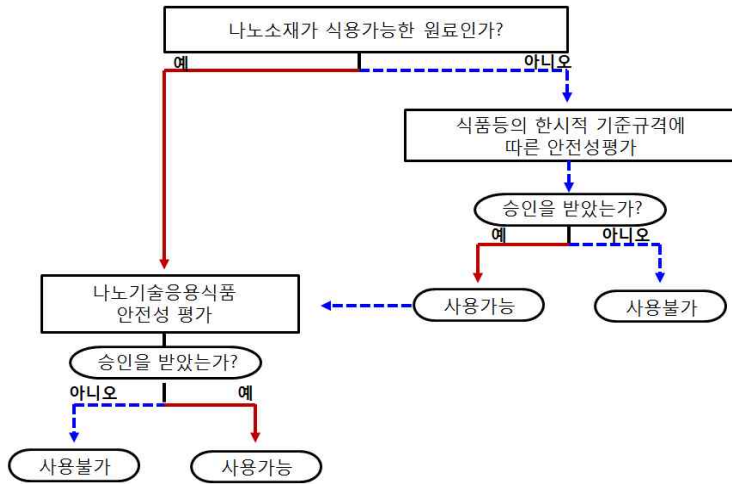 나노소재가 식용가능한 원료인가?
예
아니오
식품등의 한시적 기준규격에
따른 안전성평가
승인을 받았는가?
예
아니오
나노기술응용식품
안전성 평가
사용가능
사용불가
승인을 받았는가?
아니오
예
사용불가
사용가능